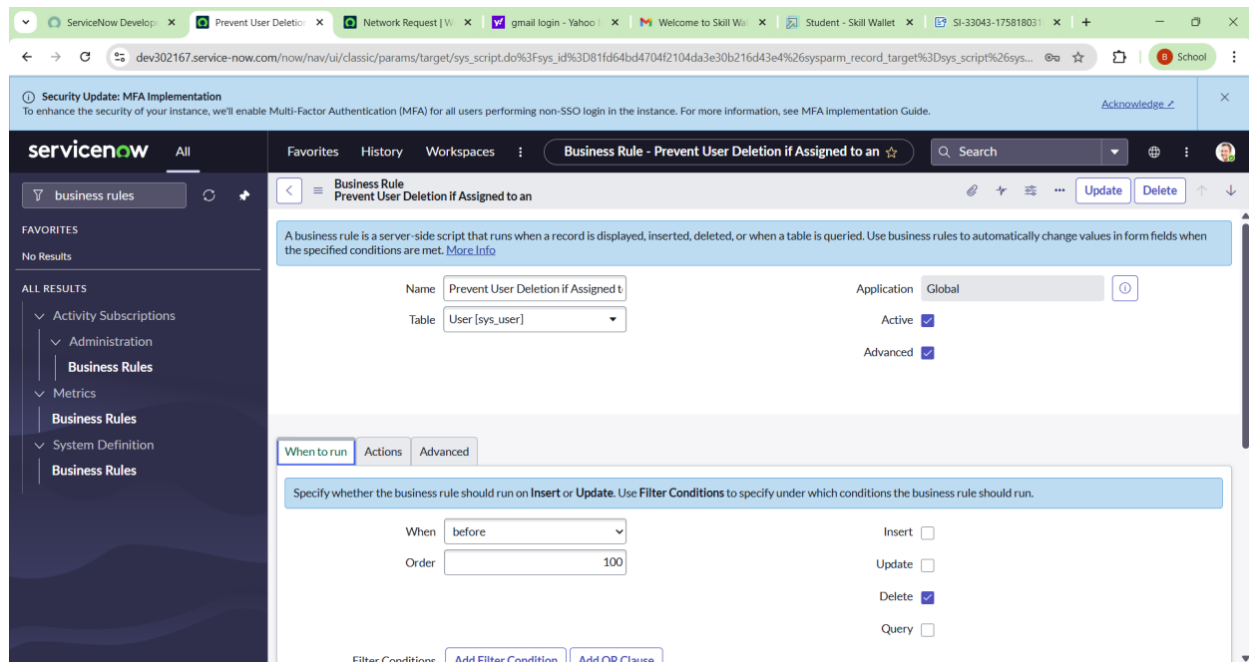 ServiceNow Develop
Prevent User Deletion
Network Request | W
gmail login - Yahoo
Welcome to Skill Wal
Student - Skill Wallet
SI-33043-175818031
dev302167.service-now.com/now/nav/ui/classic/params/target/sys_script.do%3Fsys_id%3D81fd64bd4704f2104da3e30b216d43e4%26sysparm_record_target%3Dsys_script%26sys...
B School
Security Update: MFA Implementation
To enhance the security of your instance, we'll enable Multi-Factor Authentication (MFA) for all users performing non-SSO login in the instance. For more information, see MFA implementation Guide.
Acknowledge
servicenow All Favorites History Workspaces Business Rule - Prevent User Deletion if Assigned to an Search
business rules
Business Rule
Prevent User Deletion if Assigned to an
Update Delete
FAVORITES
No Results
ALL RESULTS
Activity Subscriptions
Administration
Business Rules
Metrics
Business Rules
System Definition
Business Rules
A business rule is a server-side script that runs when a record is displayed, inserted, deleted, or when a table is queried. Use business rules to automatically change values in form fields when
the specified conditions are met. More Info
Name Prevent User Deletion if Assigned t
Application Global
Table User [sys_user]
Active
Advanced
When to run Actions Advanced
Specify whether the business rule should run on Insert or Update. Use Filter Conditions to specify under which conditions the business rule should run.
When before
Insert
Order 100
Update
Delete
Query
Filter Conditions Add Filter Condition Add OR Clause